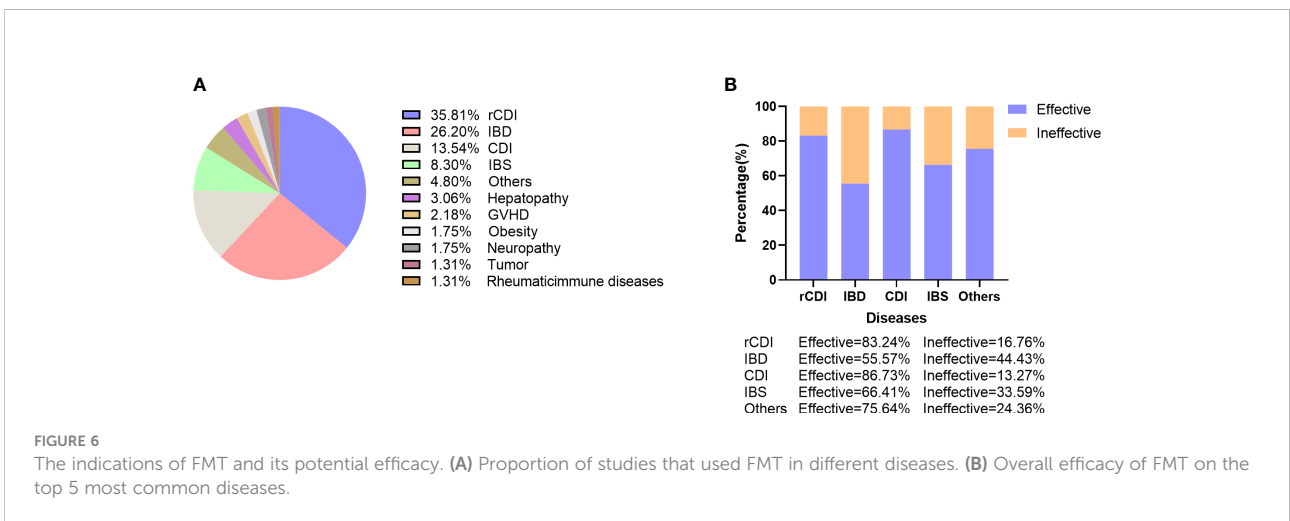 A
35.81% rCDI
26.20% IBD
13.54% CDI
8.30% IBS
4.80% Others
3.06% Hepatopathy
2.18% GVHD
1.75% Obesity
1.75% Neuropathy
1.31% Tumor
1.31% Rheumaticimmune diseases
B
Percentage(%)
100
80
60
40
20
0
rCDI IBD CDI IBS Others
Diseases
Effective
Ineffective
rCDI Effective=83.24% Ineffective=16.76%
IBD Effective=55.57% Ineffective=44.43%
CDI Effective=86.73% Ineffective=13.27%
IBS Effective=66.41% Ineffective=33.59%
Others Effective=75.64% Ineffective=24.36%
FIGURE 6
The indications of FMT and its potential efficacy. (A) Proportion of studies that used FMT in different diseases. (B) Overall efficacy of FMT on the
top 5 most common diseases.